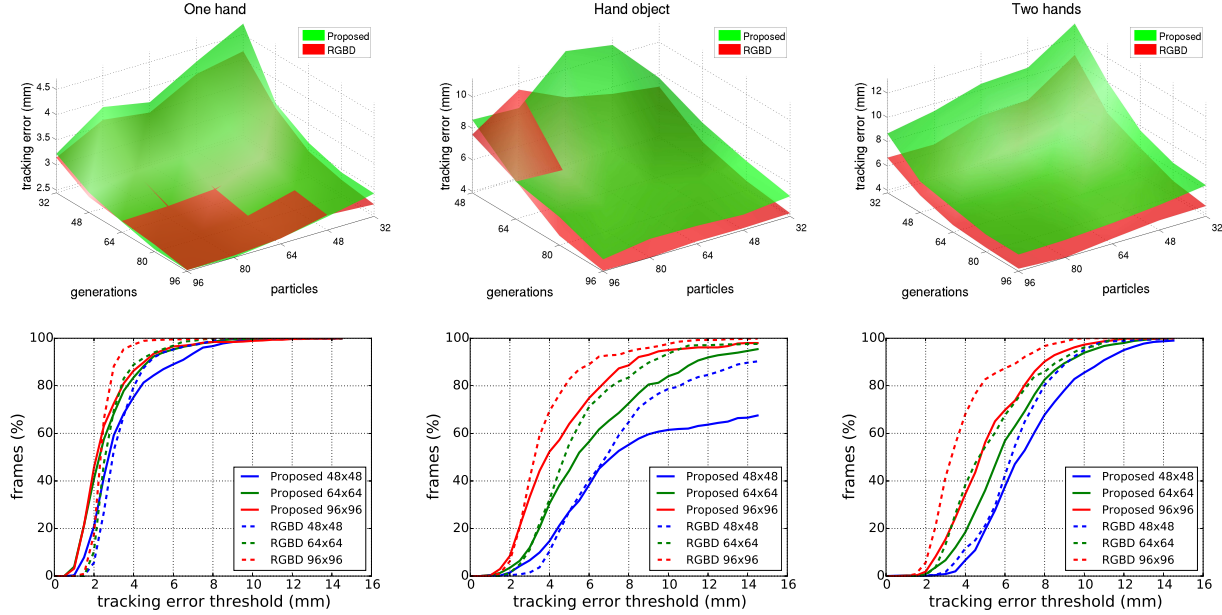 One hand
Proposed
RGBD
tracking error (mm)
4.5
4
3.5
3
2.5
32
48
64
80
96
generations
96
80
64
48
32
particles
Hand object
Proposed
RGBD
tracking error (mm)
10
8
6
4
48
64
80
96
generations
96
80
64
48
32
particles
Two hands
Proposed
RGBD
tracking error (mm)
12
10
8
6
4
32
48
64
80
96
generations
96
80
64
48
32
particles
frames (%)
100
80
60
40
20
0
0 2 4 6 8 10 12 14 16
tracking error threshold (mm)
Proposed 48x48
Proposed 64x64
Proposed 96x96
RGBD 48x48
RGBD 64x64
RGBD 96x96
frames (%)
100
80
60
40
20
0
0 2 4 6 8 10 12 14 16
tracking error threshold (mm)
Proposed 48x48
Proposed 64x64
Proposed 96x96
RGBD 48x48
RGBD 64x64
RGBD 96x96
frames (%)
100
80
60
40
20
0
0 2 4 6 8 10 12 14 16
tracking error threshold (mm)
Proposed 48x48
Proposed 64x64
Proposed 96x96
RGBD 48x48
RGBD 64x64
RGBD 96x96